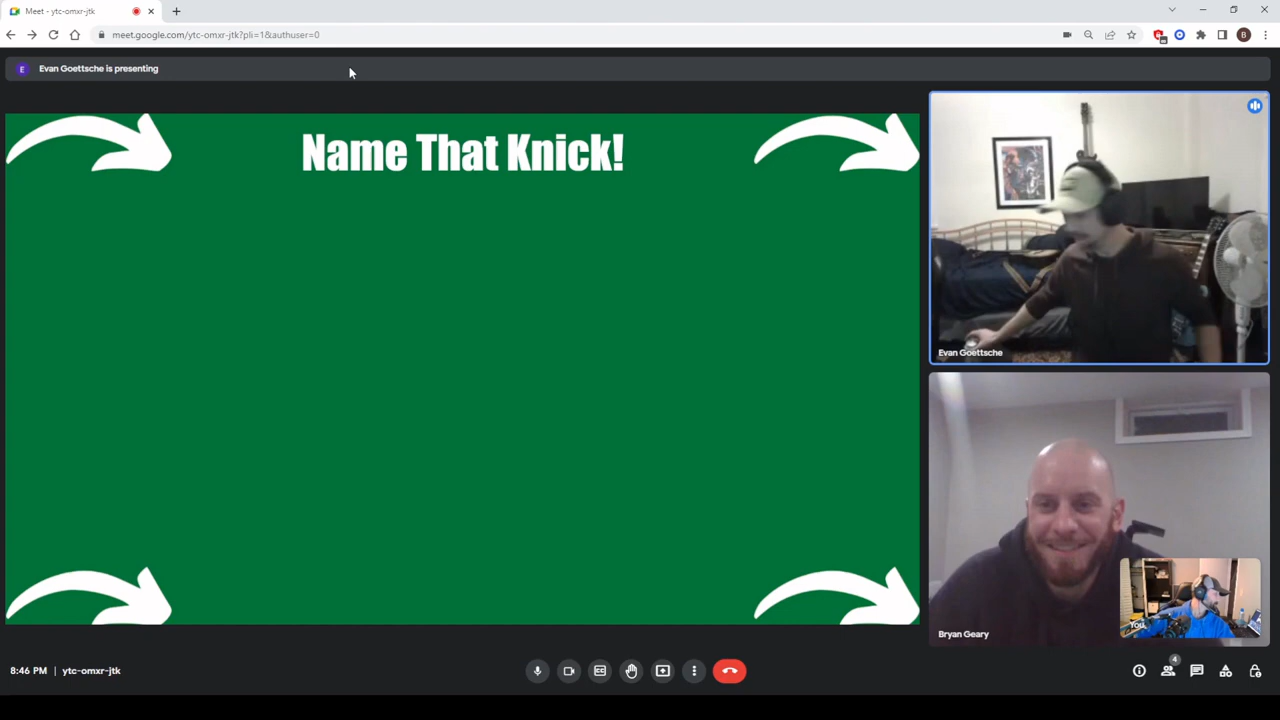 Meet - ytc-omxr-jtk
meet.google.com/ytc-omxr-jtk?pli=1&authuser=0
B
E
Evan Goettsche is presenting
Name That Knick!
Evan Goettsche
Bryan Geary
You
8:46 PM | ytc-omxr-jtk
4